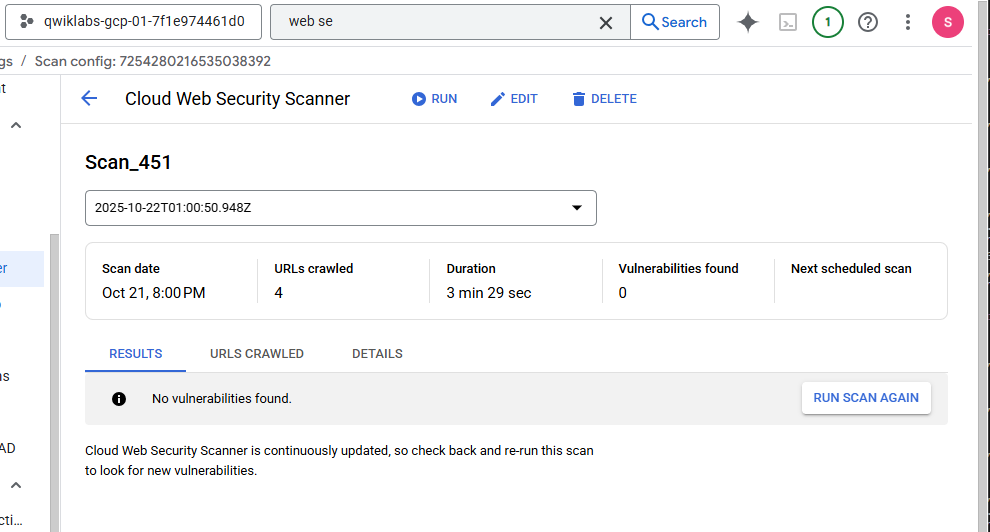 qwiklabs-gcp-01-7f1e974461d0
web se
Search
1
S
gs / Scan config: 7254280216535038392
Cloud Web Security Scanner
RUN
EDIT
DELETE
Scan_451
2025-10-22T01:00:50.948Z
Scan date
Oct 21, 8:00 PM
URLs crawled
4
Duration
3 min 29 sec
Vulnerabilities found
0
Next scheduled scan
RESULTS
URLS CRAWLED
DETAILS
No vulnerabilities found.
RUN SCAN AGAIN
Cloud Web Security Scanner is continuously updated, so check back and re-run this scan
to look for new vulnerabilities.
AD
cti...